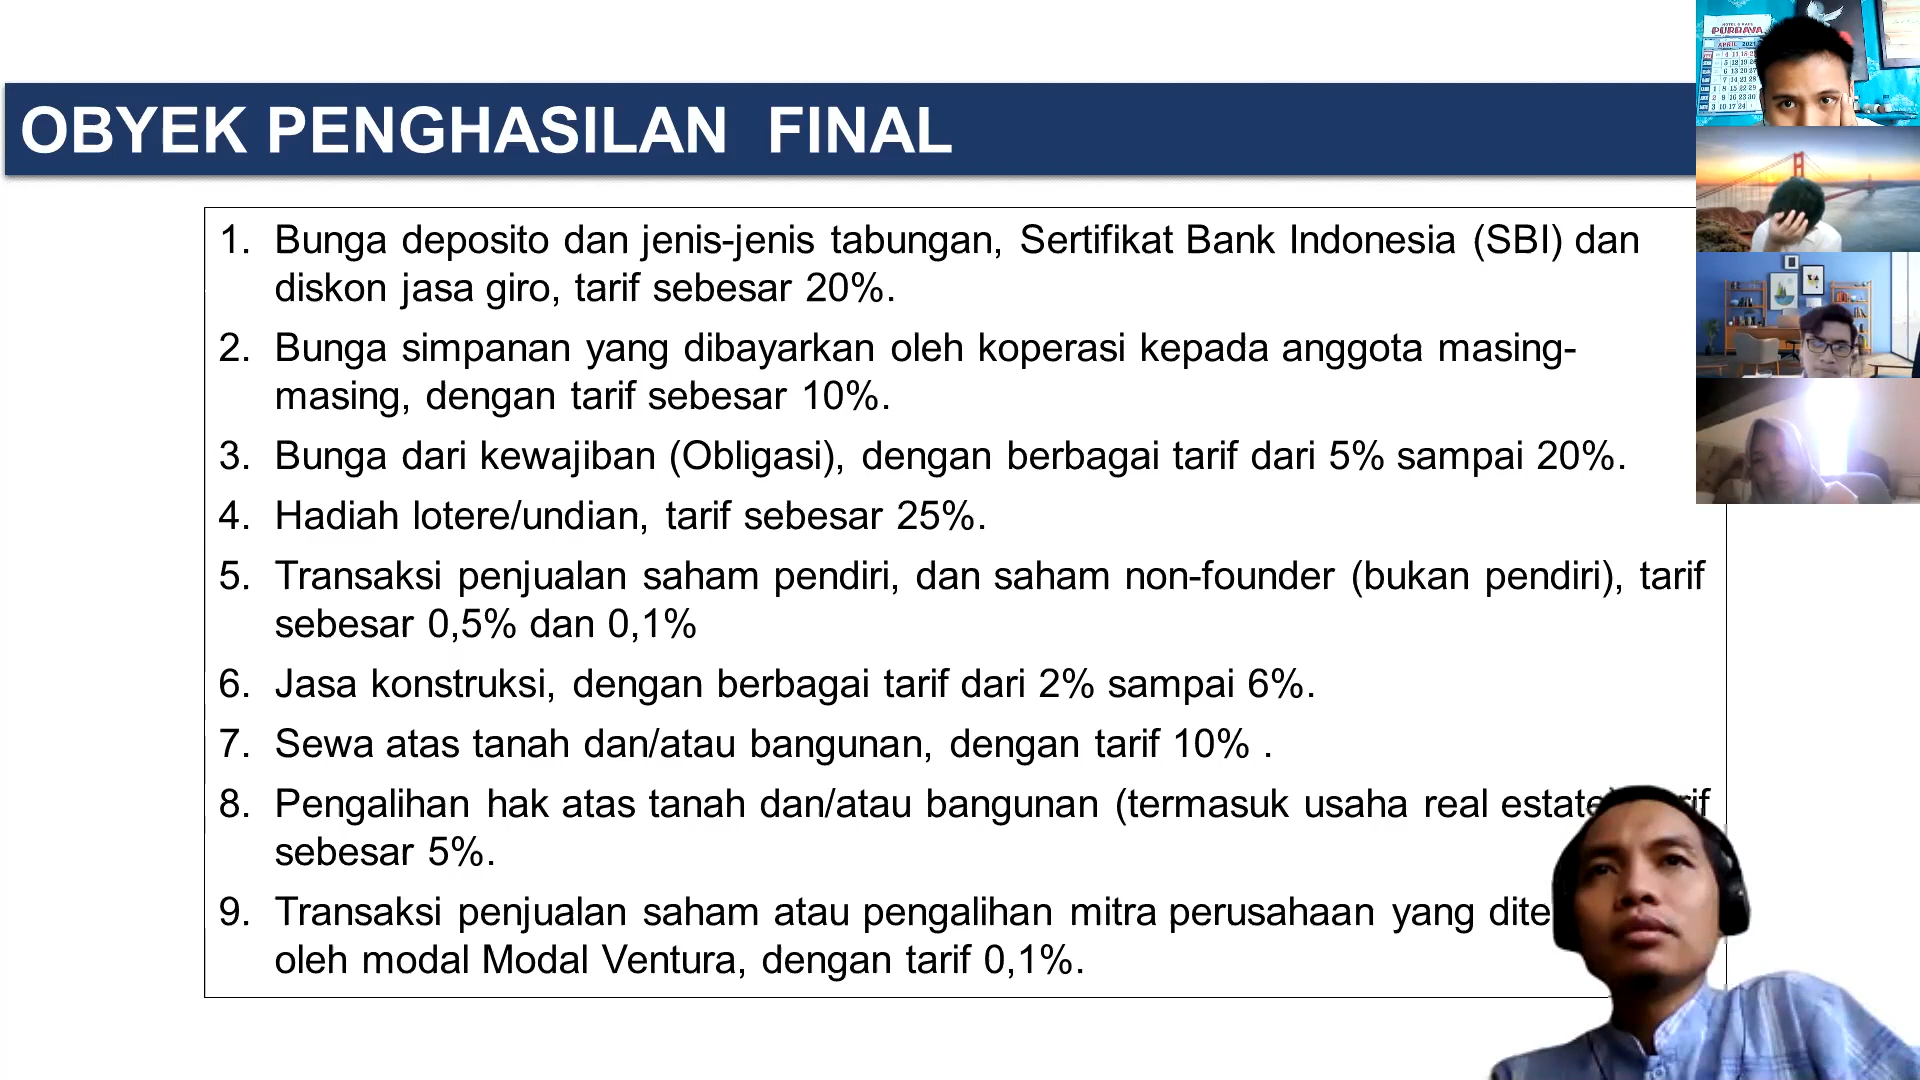 OBYEK PENGHASILAN FINAL
1. Bunga deposito dan jenis-jenis tabungan, Sertifikat Bank Indonesia (SBI) dan
diskon jasa giro, tarif sebesar 20%.
2. Bunga simpanan yang dibayarkan oleh koperasi kepada anggota masing-
masing, dengan tarif sebesar 10%.
3. Bunga dari kewajiban (Obligasi), dengan berbagai tarif dari 5% sampai 20%.
4. Hadiah lotere/undian, tarif sebesar 25%.
5. Transaksi penjualan saham pendiri, dan saham non-founder (bukan pendiri), tarif
sebesar 0,5% dan 0,1%
6. Jasa konstruksi, dengan berbagai tarif dari 2% sampai 6%.
7. Sewa atas tanah dan/atau bangunan, dengan tarif 10% .
8. Pengalihan hak atas tanah dan/atau bangunan (termasuk usaha real estate)
sebesar 5%.
9. Transaksi penjualan saham atau pengalihan mitra perusahaan yang
oleh modal Modal Ventura, dengan tarif 0,1%.
PURDAYA
APRIL 2021